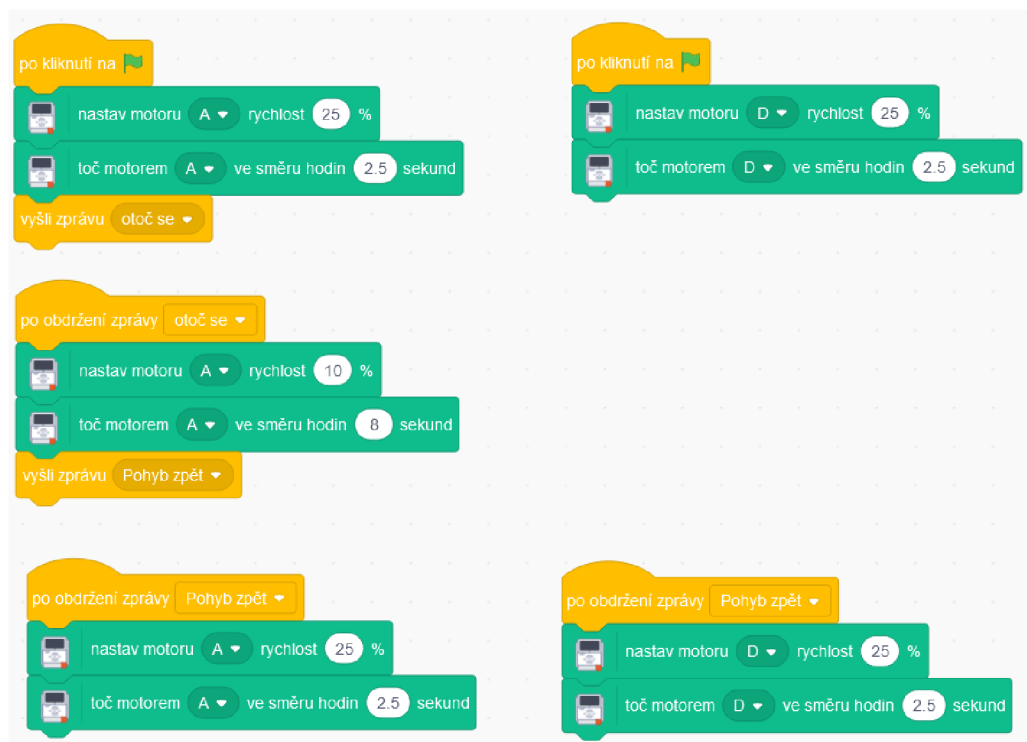 po kliknutí na
nastav motoru A rychlost 25 %
toč motorem A ve směru hodin 2.5 sekund
vyšli zprávu otoč se
po kliknutí na
nastav motoru D rychlost 25 %
toč motorem D ve směru hodin 2.5 sekund
po obdržení zprávy otoč se
nastav motoru A rychlost 10 %
toč motorem A ve směru hodin 8 sekund
vyšli zprávu Pohyb zpět
po obdržení zprávy Pohyb zpět
nastav motoru A rychlost 25 %
toč motorem A ve směru hodin 2.5 sekund
po obdržení zprávy Pohyb zpět
nastav motoru D rychlost 25 %
toč motorem D ve směru hodin 2.5 sekund